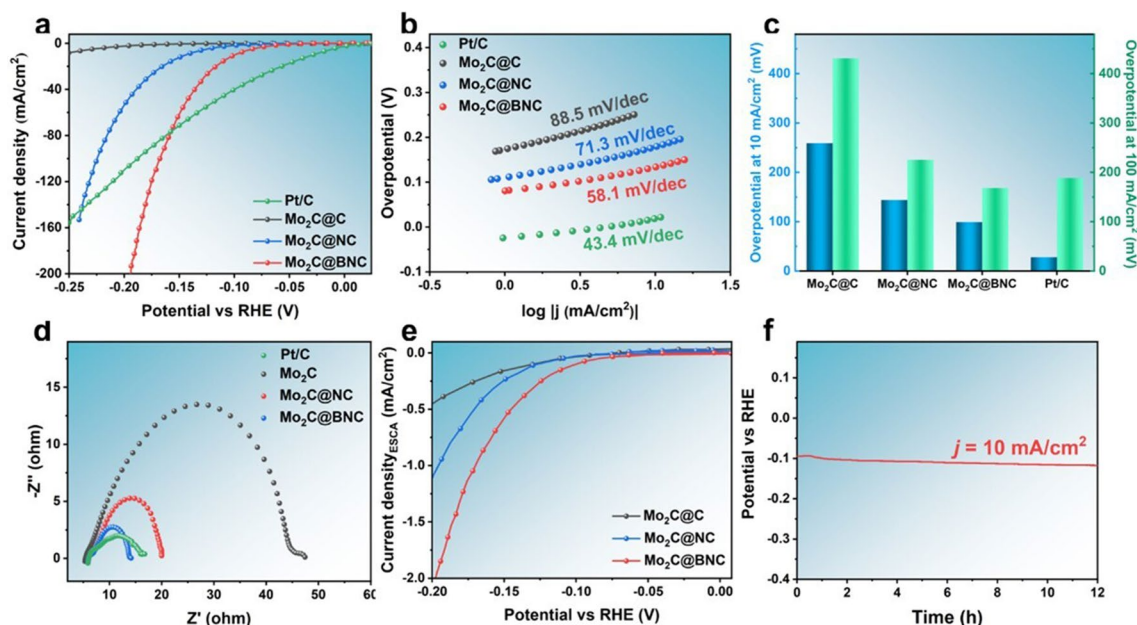 a
Current density (mA/cm²)
0
-40
-80
-120
-160
-200
-0.25
-0.20
-0.15
-0.10
-0.05
0.00
Potential vs RHE (V)
Pt/C
Mo₂C@C
Mo₂C@NC
Mo₂C@BNC
b
Overpotential (V)
0.4
0.3
0.2
0.1
0.0
-0.1
-0.5
0.0
0.5
1.0
1.5
log |j (mA/cm²)|
Pt/C
Mo₂C@C
Mo₂C@NC
Mo₂C@BNC
88.5 mV/dec
71.3 mV/dec
58.1 mV/dec
43.4 mV/dec
c
Overpotential at 10 mA/cm² (mV)
400
300
200
100
0
Mo₂C@C
Mo₂C@NC
Mo₂C@BNC
Pt/C
400
300
200
100
0
Overpotential at 100 mA/cm² (mV)
d
-Z'' (ohm)
15
10
5
0
10
20
30
40
50
60
Z' (ohm)
Pt/C
Mo₂C
Mo₂C@NC
Mo₂C@BNC
e
Current density_ESCA (mA/cm²)
0.0
-0.5
-1.0
-1.5
-2.0
-0.20
-0.15
-0.10
-0.05
0.00
Potential vs RHE (V)
Mo₂C@C
Mo₂C@NC
Mo₂C@BNC
f
Potential vs RHE
0.1
0.0
-0.1
-0.2
-0.3
-0.4
0
2
4
6
8
10
12
Time (h)
j = 10 mA/cm²